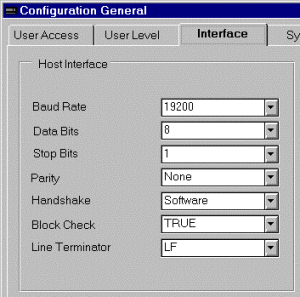 Configuration General
User Access User Level Interface Sy
Host Interface
Baud Rate 19200
Data Bits 8
Stop Bits 1
Parity None
Handshake Software
Block Check TRUE
Line Terminator LF